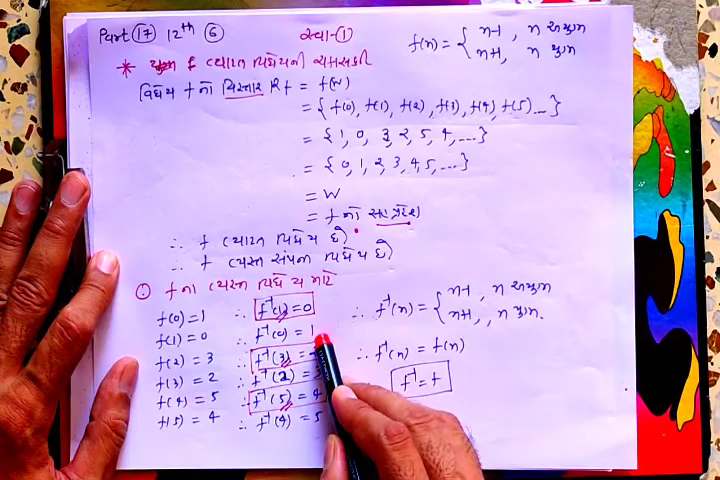 Part 17 12th 6 સ્વા-1
f(n) = { n-1 , n અયુગ્મ
n+1, n યુગ્મ
* f વ્યાપ્ત વિધેયની ચકાસણી
વિધેય f નો વિસ્તાર Rf = f(W)
= { f(0), f(1), f(2), f(3), f(4), f(5)...}
= { 1, 0, 3, 2, 5, 4, ....}
= { 0, 1, 2, 3, 4, 5, ....}
= W
= f નો સહપ્રદેશ
∴ f વ્યાપ્ત વિધેય છે.
∴ f વ્યસ્ત સંપન્ન વિધેય છે.
f ના વ્યસ્ત વિધેય માટે
f(0) = 1 ∴ f⁻¹(1) = 0 ∴ f⁻¹(n) = { n-1 , n અયુગ્મ
n+1, , n યુગ્મ.
f(1) = 0 ∴ f⁻¹(0) = 1
f(2) = 3 ∴ f⁻¹(3) = ∴ f⁻¹(n) = f(n)
f(3) = 2 ∴ f⁻¹(2) = 3 f⁻¹ = f
f(4) = 5 ∴ f⁻¹(5) = 4
f(5) = 4 ∴ f⁻¹(4) = 5